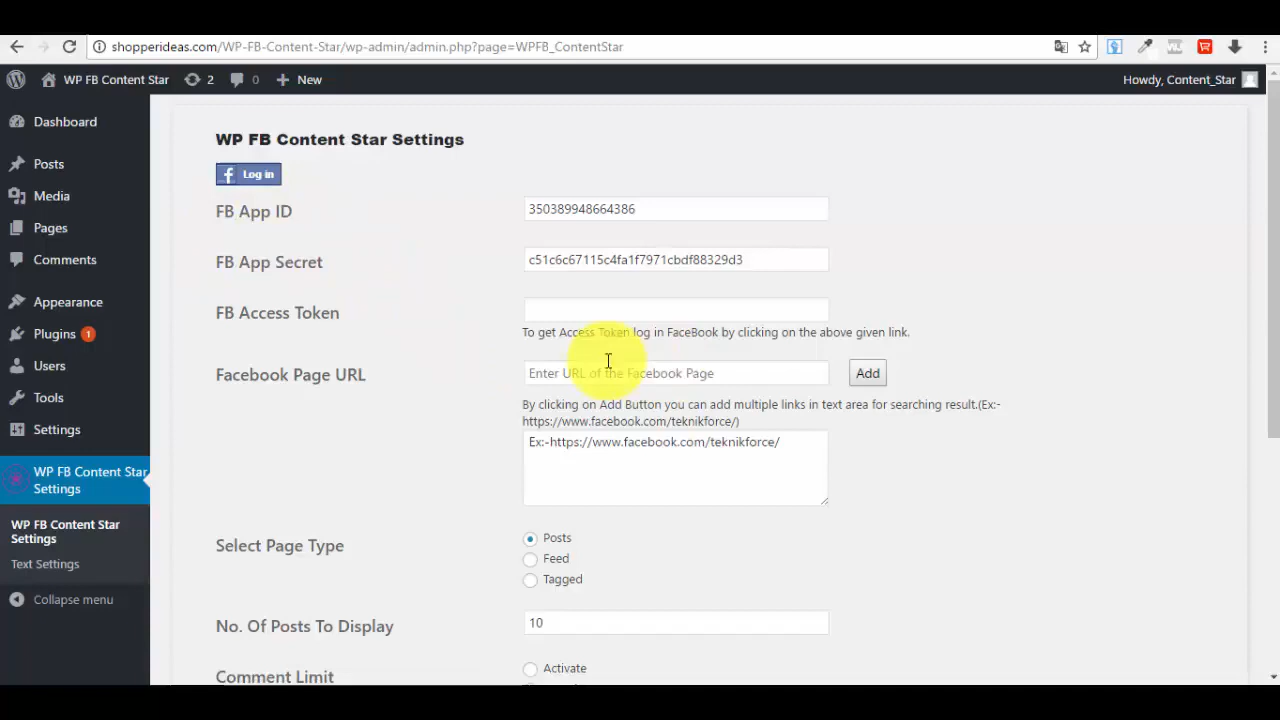 shopperideas.com/WP-FB-Content-Star/wp-admin/admin.php?page=WPFB_ContentStar
WP FB Content Star 2 0 New Howdy, Content_Star
Dashboard
Posts
Media
Pages
Comments
Appearance
Plugins 1
Users
Tools
Settings
WP FB Content Star
Settings
WP FB Content Star
Settings
Text Settings
Collapse menu
WP FB Content Star Settings
f Log in
FB App ID 350389948664386
FB App Secret c51c6c67115c4fa1f7971cbdf88329d3
FB Access Token
To get Access Token log in FaceBook by clicking on the above given link.
Facebook Page URL Enter URL of the Facebook Page Add
By clicking on Add Button you can add multiple links in text area for searching result.(Ex:-
https://www.facebook.com/teknikforce/)
Ex:-https://www.facebook.com/teknikforce/
Select Page Type Posts
Feed
Tagged
No. Of Posts To Display 10
Comment Limit Activate